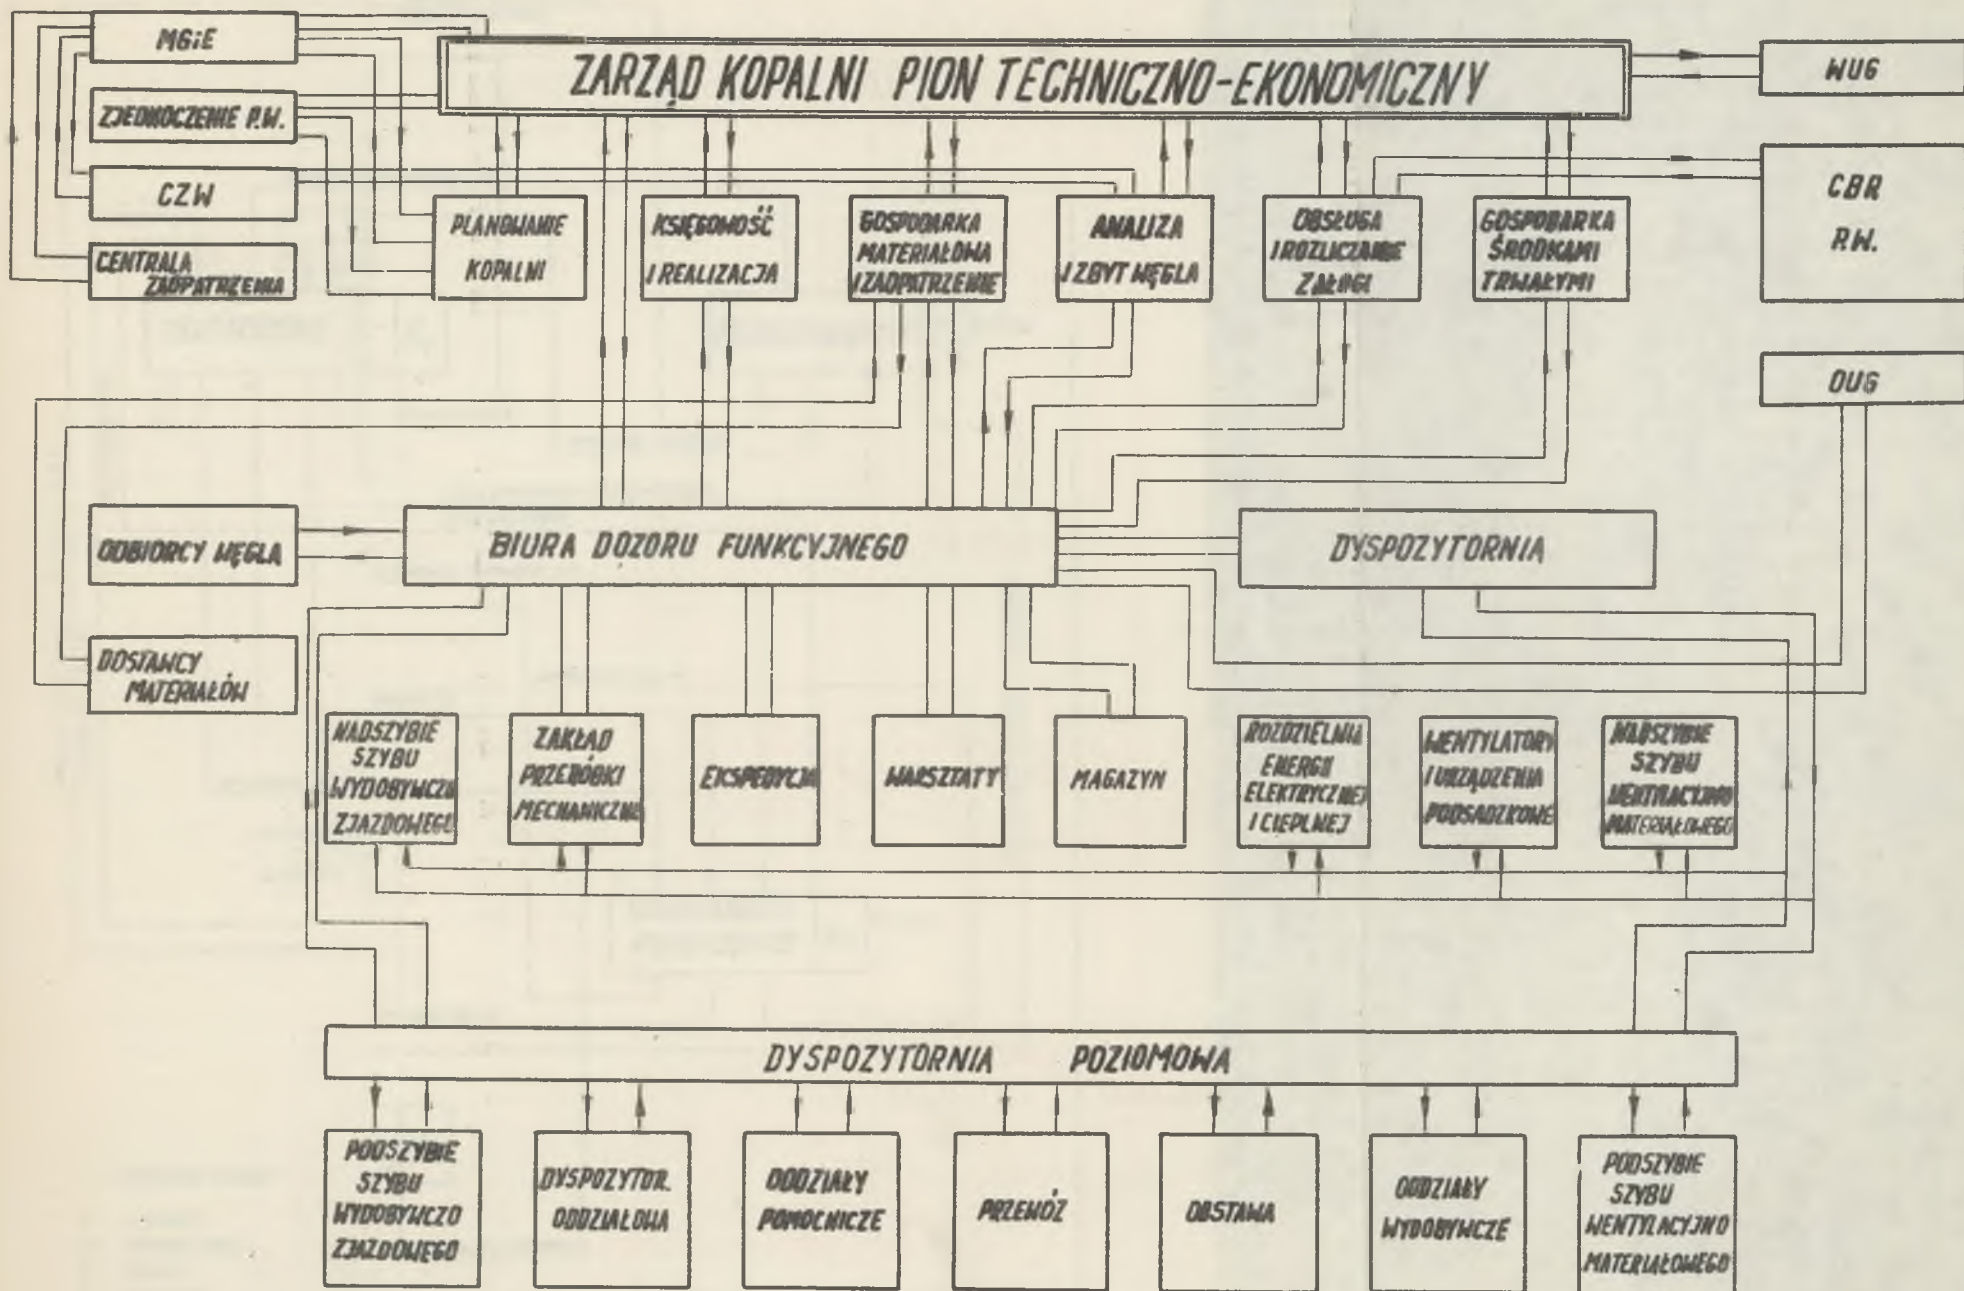 MGiE
ZARZĄD KOPALNI PION TECHNICZNO-EKONOMICZNY
WUG
ZJEDNOCZENIE P.W.
CZW
CENTRALA
ZAOPATRZENIA
PLANOWANIE
KOPALNI
KSIĘGOWOŚĆ
I REALIZACJA
GOSPODARKA
MATERIAŁOWA
I ZAOPATRZENIE
ANALIZA
I ZBYT WĘGLA
OBSŁUGA
I ROZLICZANIE
ZAŁOGI
GOSPODARKA
ŚRODKAMI
TRWAŁYMI
CBR
P.W.
OUG
ODBIORCY WĘGLA
BIURA DOZORU FUNKCYJNEGO
DYSPOZYTORNIA
DOSTAWCY
MATERIAŁÓW
NADSZYBIE
SZYBU
WYDOBYWCZO
ZJAZDOWEGO
ZAKŁAD
PRZERÓBKI
MECHANICZNEJ
EKSPEDYCJA
WARSZTATY
MAGAZYN
ROZDZIELNIA
ENERGII
ELEKTRYCZNEJ
I CIEPLNEJ
WENTYLATORY
I URZĄDZENIA
PODSADZKOWE
NADSZYBIE
SZYBU
WENTYLACYJNO
MATERIAŁOWEGO
DYSPOZYTORNIA POZIOMOWA
PODSZYBIE
SZYBU
WYDOBYWCZO
ZJAZDOWEGO
DYSPOZYTOR.
ODDZIAŁOWA
ODDZIAŁY
POMOCNICZE
PRZEWÓZ
ODSTAWA
ODDZIAŁY
WYDOBYWCZE
PODSZYBIE
SZYBU
WENTYLACYJNO
MATERIAŁOWEGO